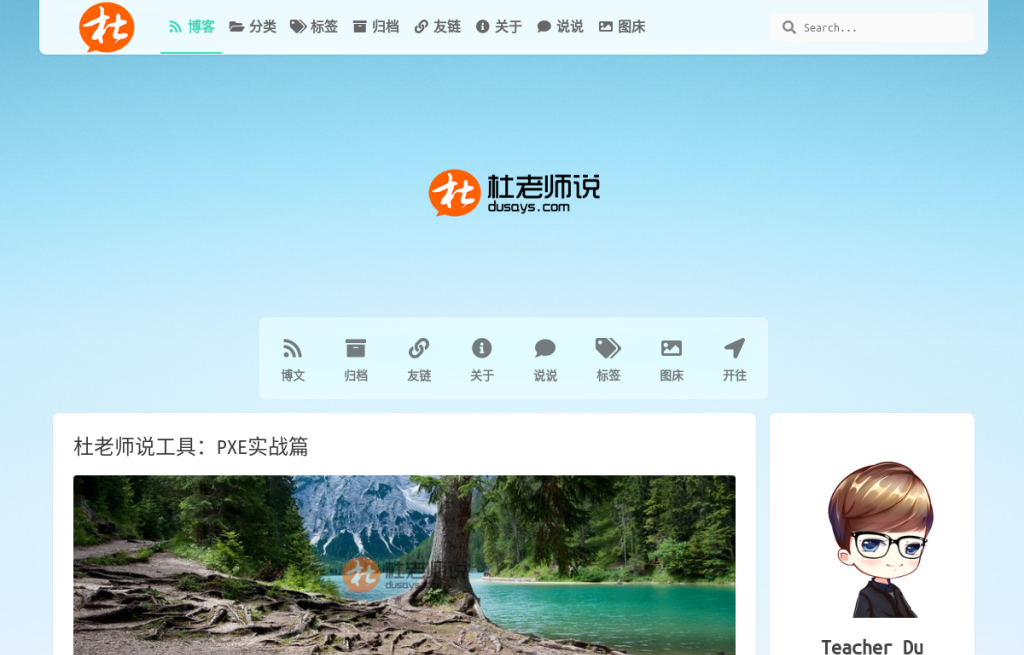 杜
博客 分类 标签 归档 友链 关于 说说 图床
Search...
杜 杜老师说
dusays.com
博文 归档 友链 关于 说说 标签 图床 开往
杜老师说工具：PXE实战篇
杜 杜老师说
dusays
Teacher Du